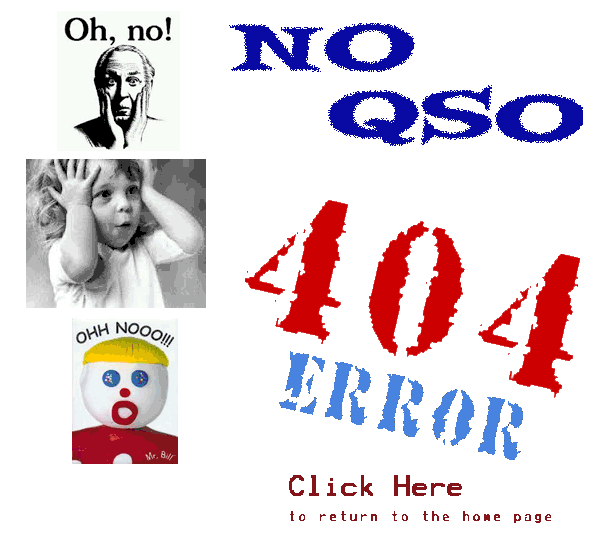 Oh, no!
NO
QSO
OHH NOOO!!!
Mr. Bill
404
ERROR
Click Here
to return to the home page